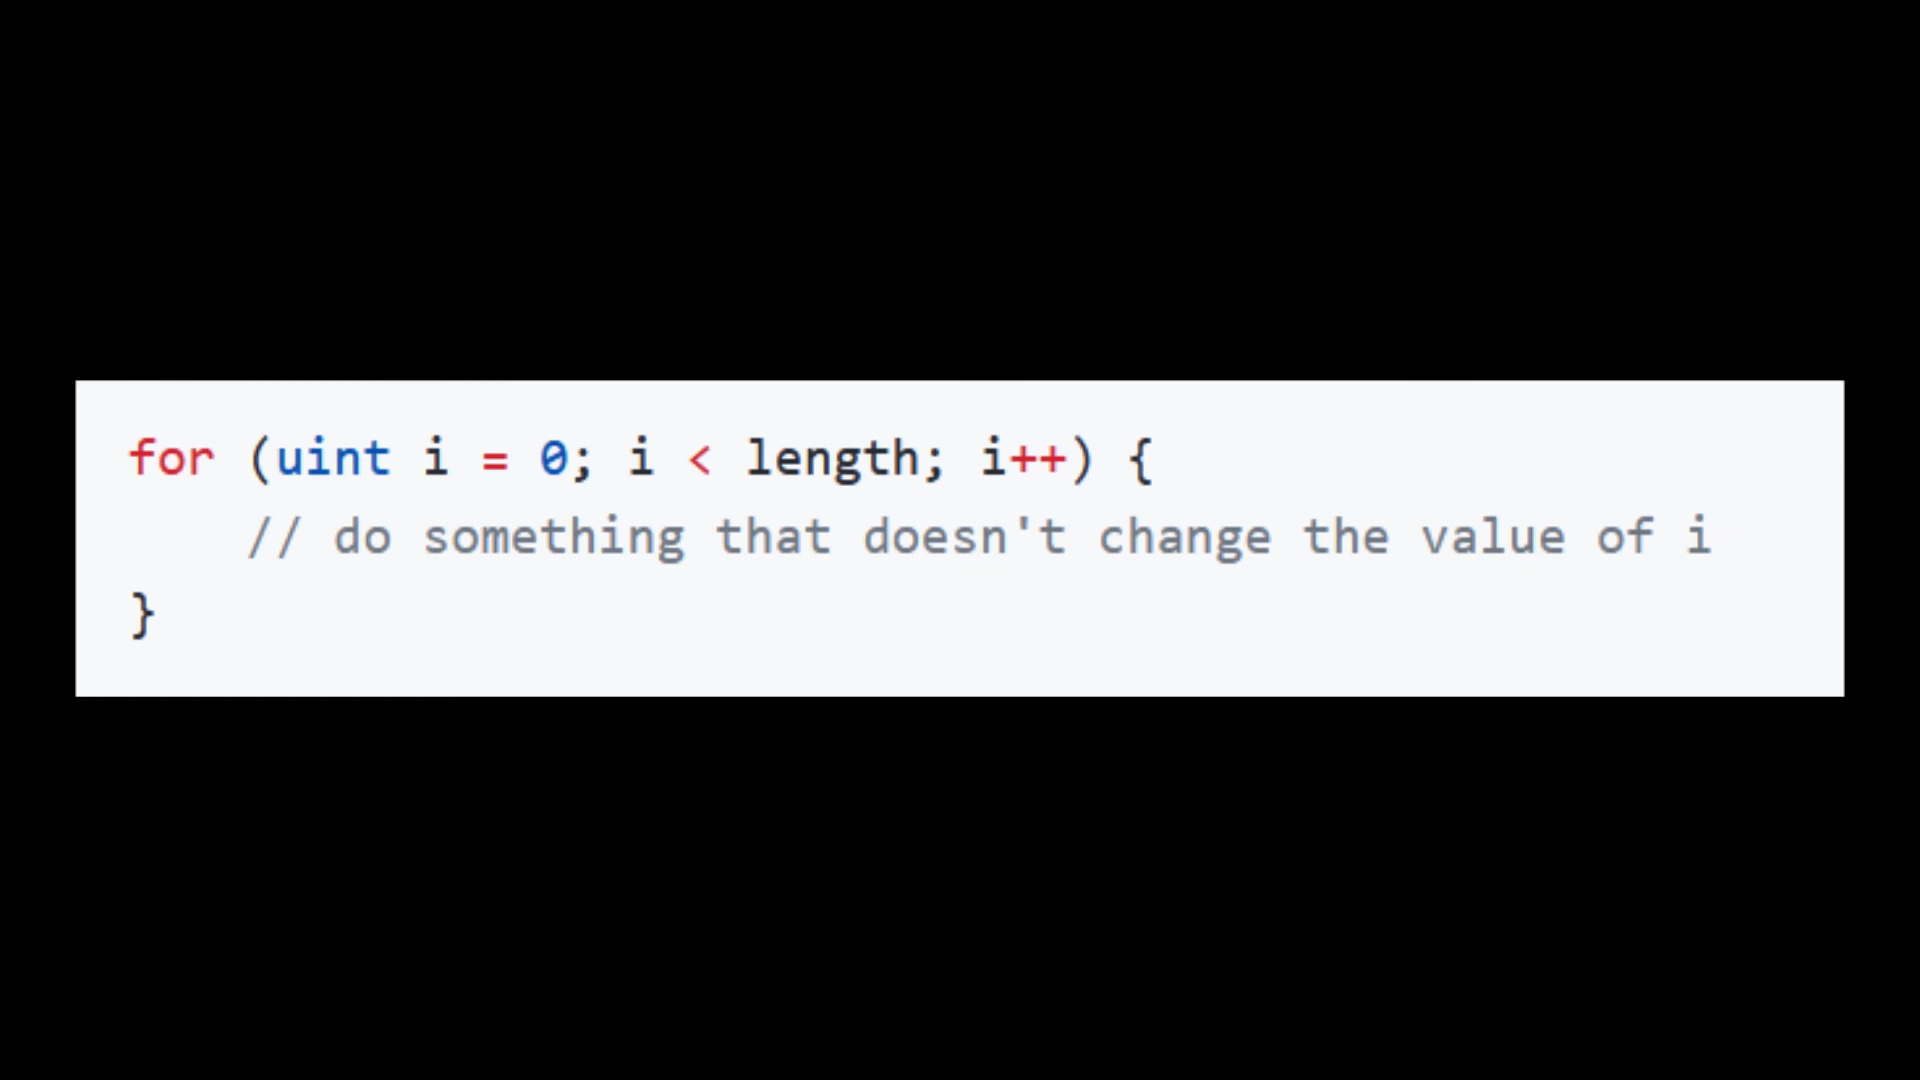 for (uint i = 0; i < length; i++) {
    // do something that doesn't change the value of i
}